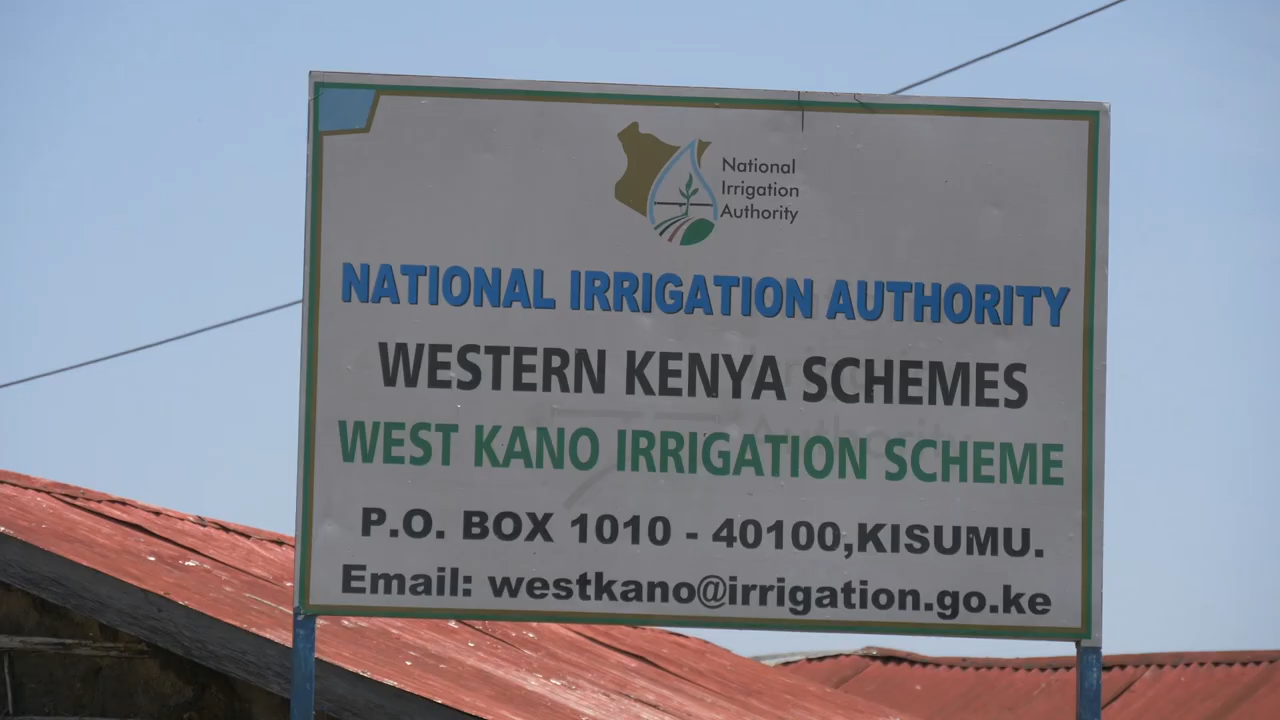 National
Irrigation
Authority
NATIONAL IRRIGATION AUTHORITY
WESTERN KENYA SCHEMES
WEST KANO IRRIGATION SCHEME
P.O. BOX 1010 - 40100,KISUMU.
Email: westkano@irrigation.go.ke